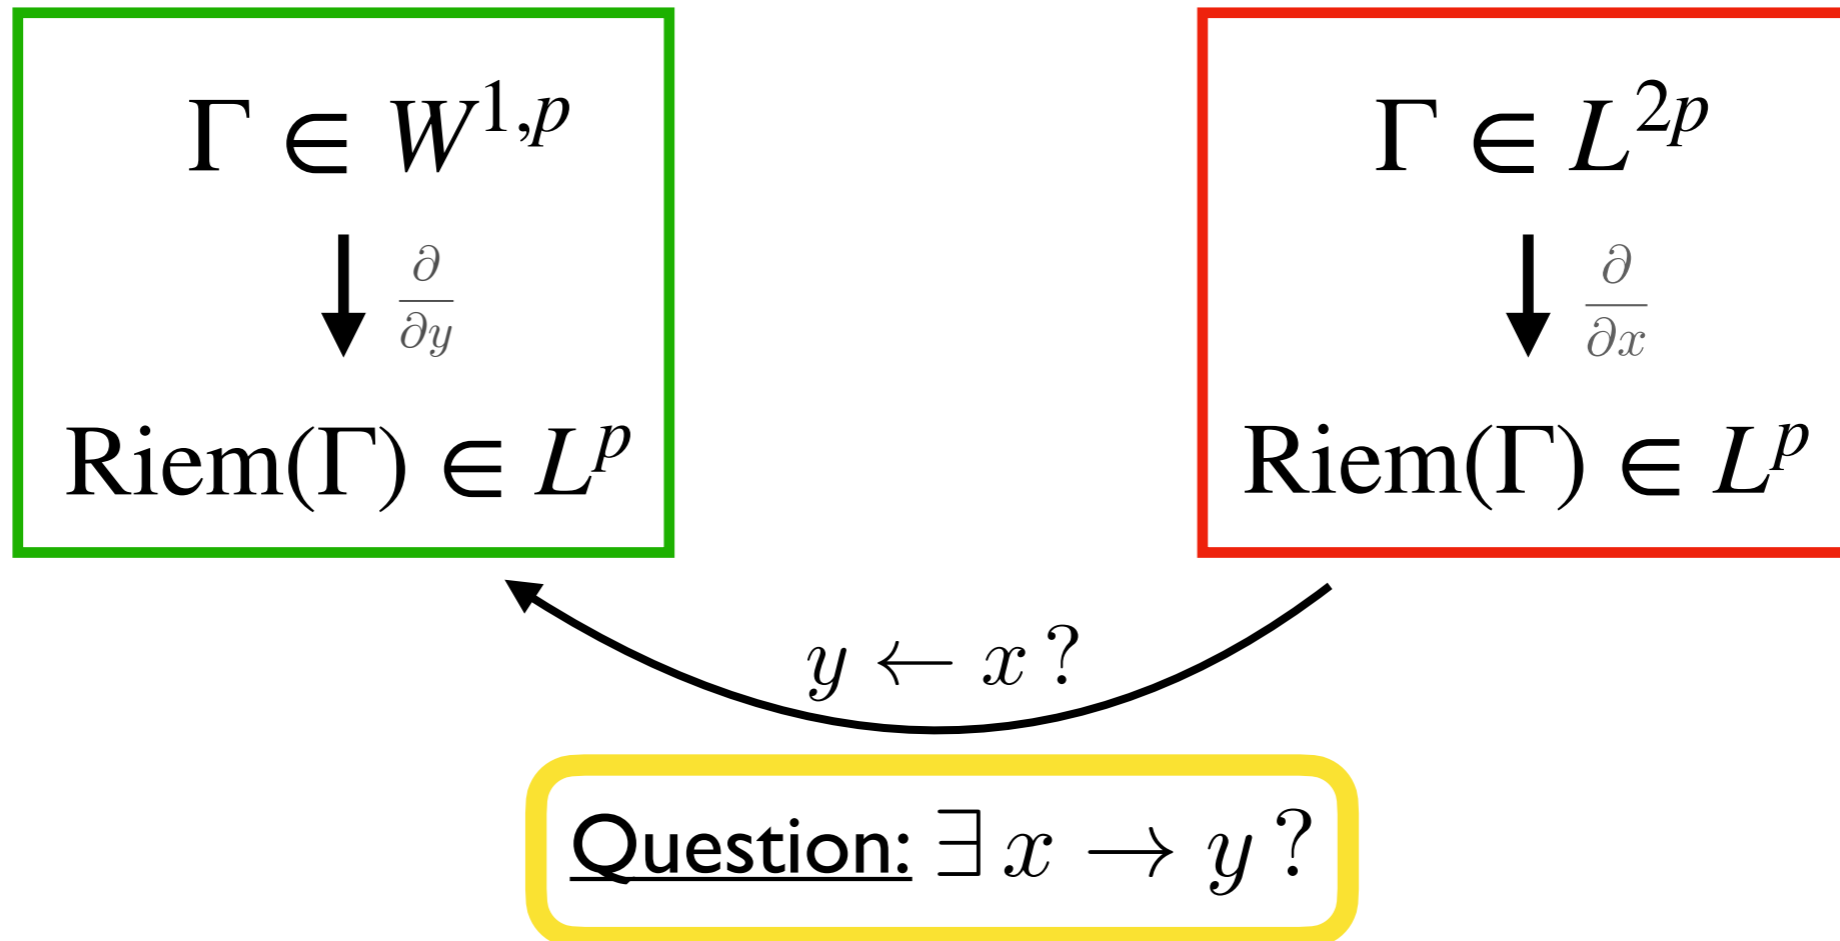 Γ ∈ W^{1,p}
∂/∂y
Riem(Γ) ∈ L^p
Γ ∈ L^{2p}
∂/∂x
Riem(Γ) ∈ L^p
y ← x ?
Question: ∃ x → y ?